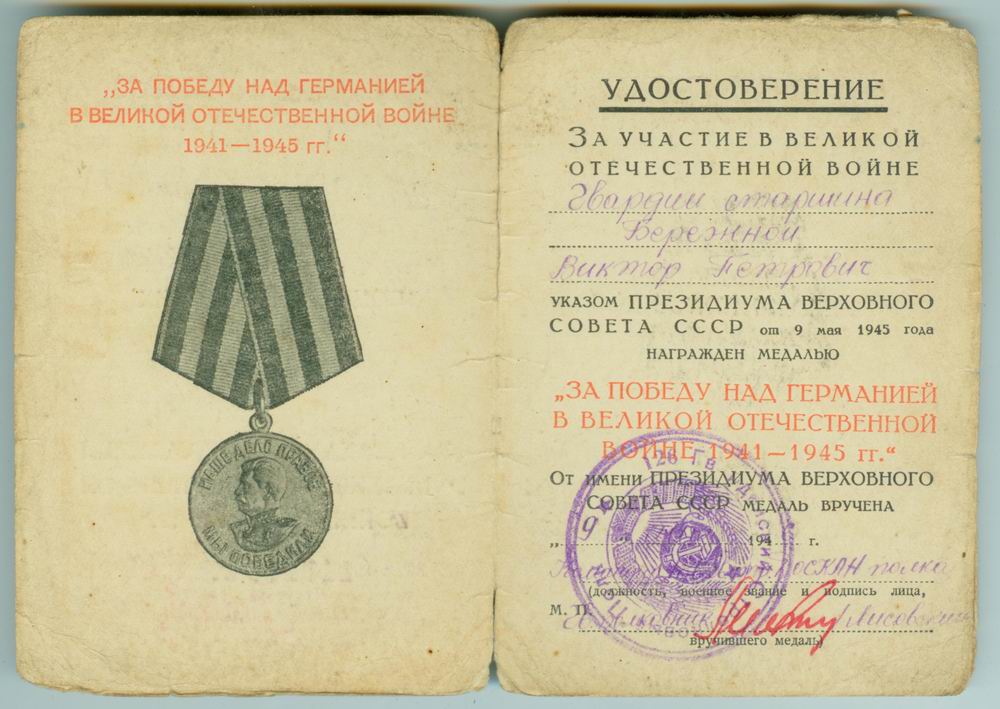 „ЗА ПОБЕДУ НАД ГЕРМАНИЕЙ
В ВЕЛИКОЙ ОТЕЧЕСТВЕННОЙ ВОЙНЕ
1941—1945 гг.“
НАШЕ ДЕЛО ПРАВОЕ
МЫ ПОБЕДИЛИ
УДОСТОВЕРЕНИЕ
ЗА УЧАСТИЕ В ВЕЛИКОЙ
ОТЕЧЕСТВЕННОЙ ВОЙНЕ
Гвардии старшина
Бережной
Виктор Петрович
УКАЗОМ ПРЕЗИДИУМА ВЕРХОВНОГО
СОВЕТА СССР от 9 мая 1945 года
НАГРАЖДЕН МЕДАЛЬЮ
„ЗА ПОБЕДУ НАД ГЕРМАНИЕЙ
В ВЕЛИКОЙ ОТЕЧЕСТВЕННОЙ
ВОЙНЕ 1941—1945 гг.“
От имени ПРЕЗИДИУМА ВЕРХОВНОГО
СОВЕТА СССР МЕДАЛЬ ВРУЧЕНА
„ “ 194 г.
полка
(должность, военное звание и подпись лица,
М. П.
вручившего медаль)